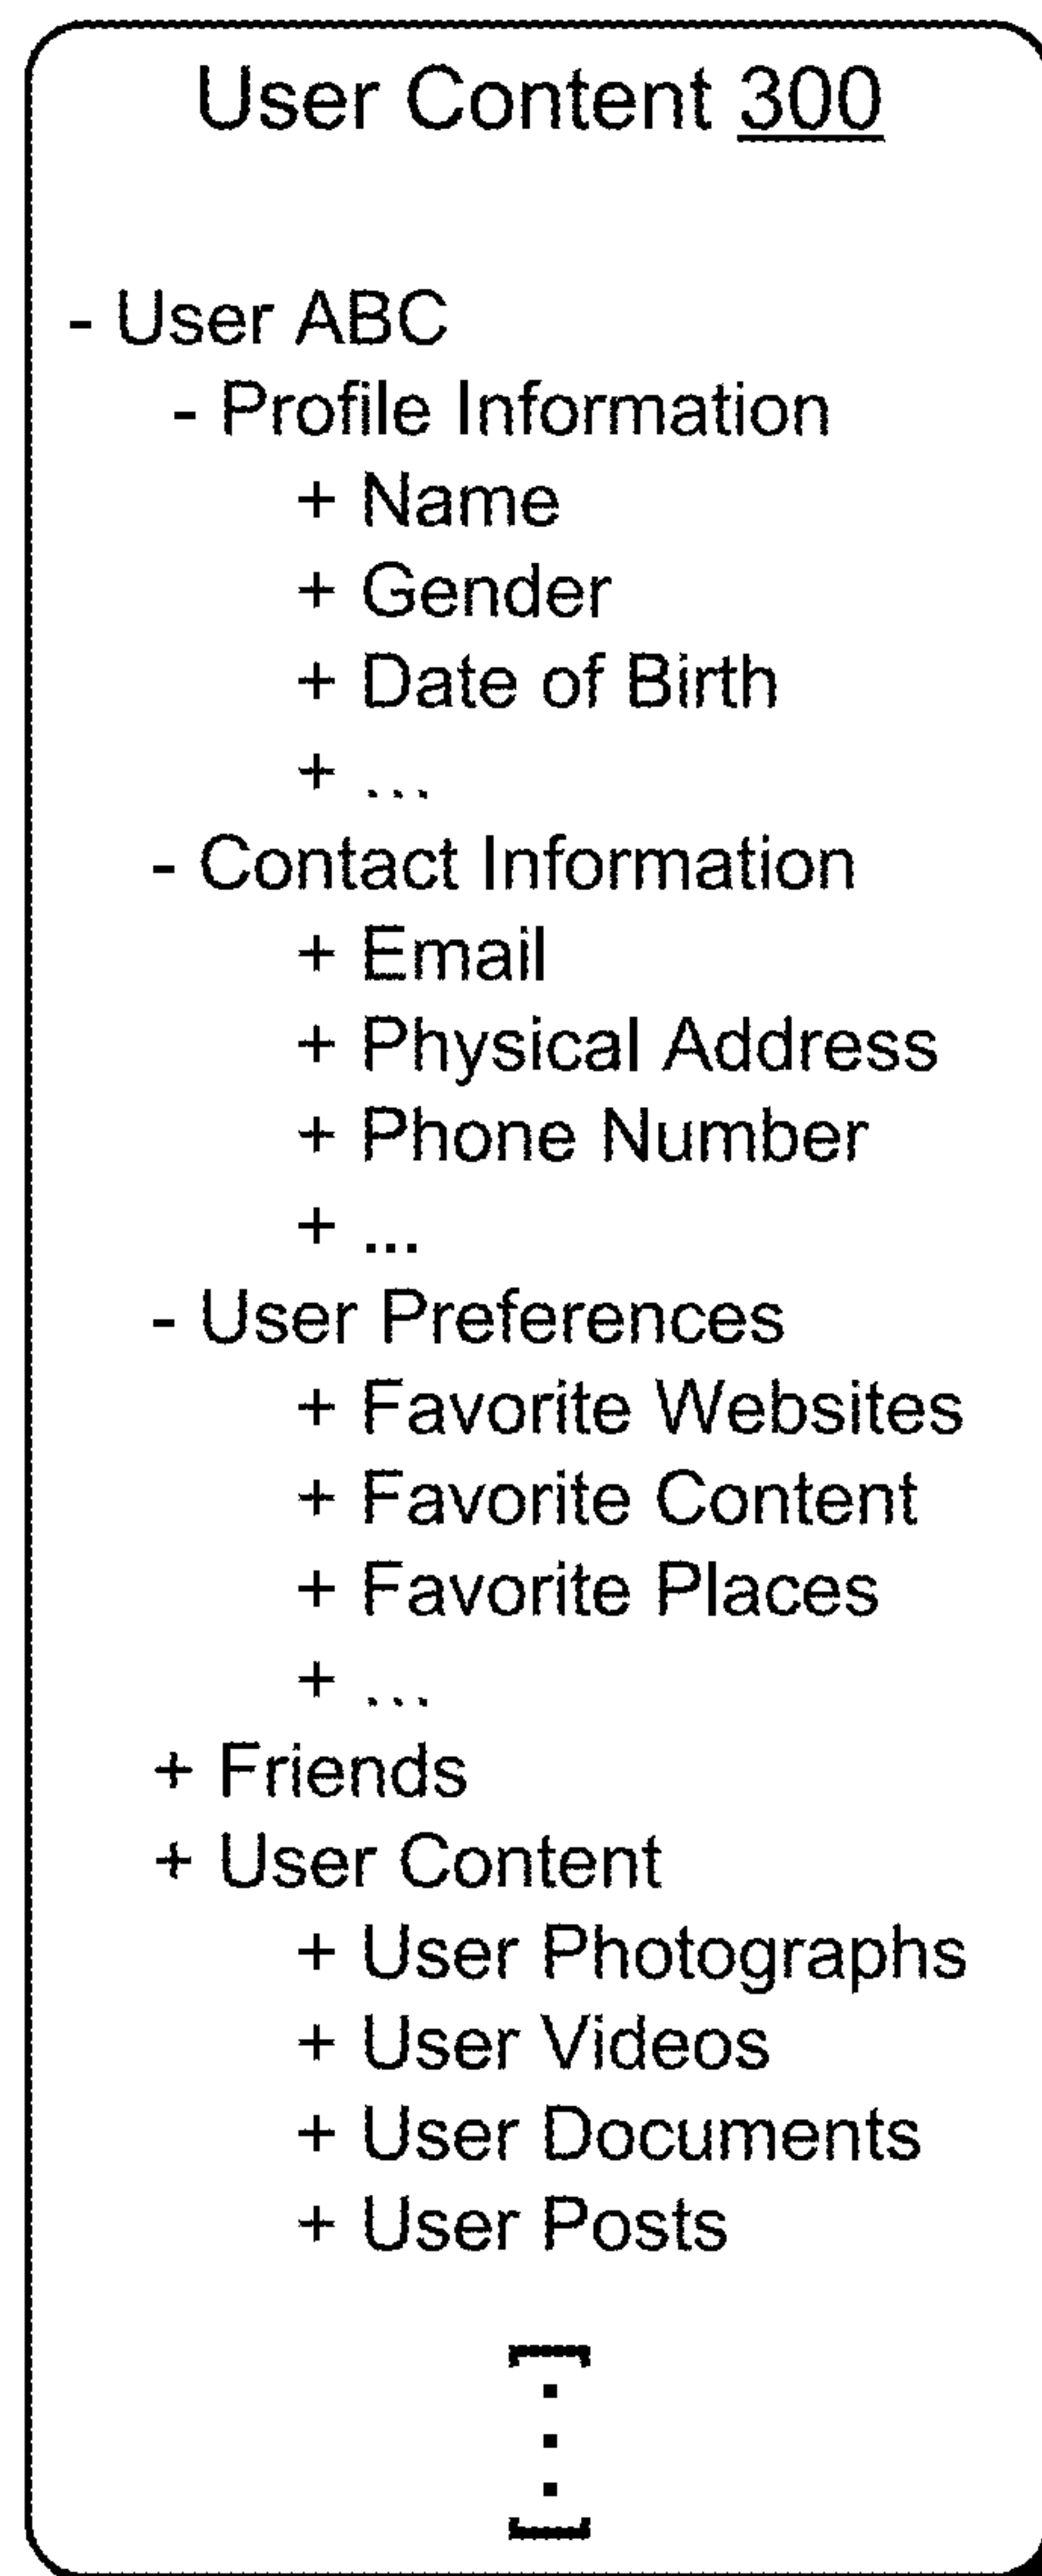 User Content 300
- User ABC
- Profile Information
+ Name
+ Gender
+ Date of Birth
+ ...
- Contact Information
+ Email
+ Physical Address
+ Phone Number
+ ...
- User Preferences
+ Favorite Websites
+ Favorite Content
+ Favorite Places
+ ...
+ Friends
+ User Content
+ User Photographs
+ User Videos
+ User Documents
+ User Posts